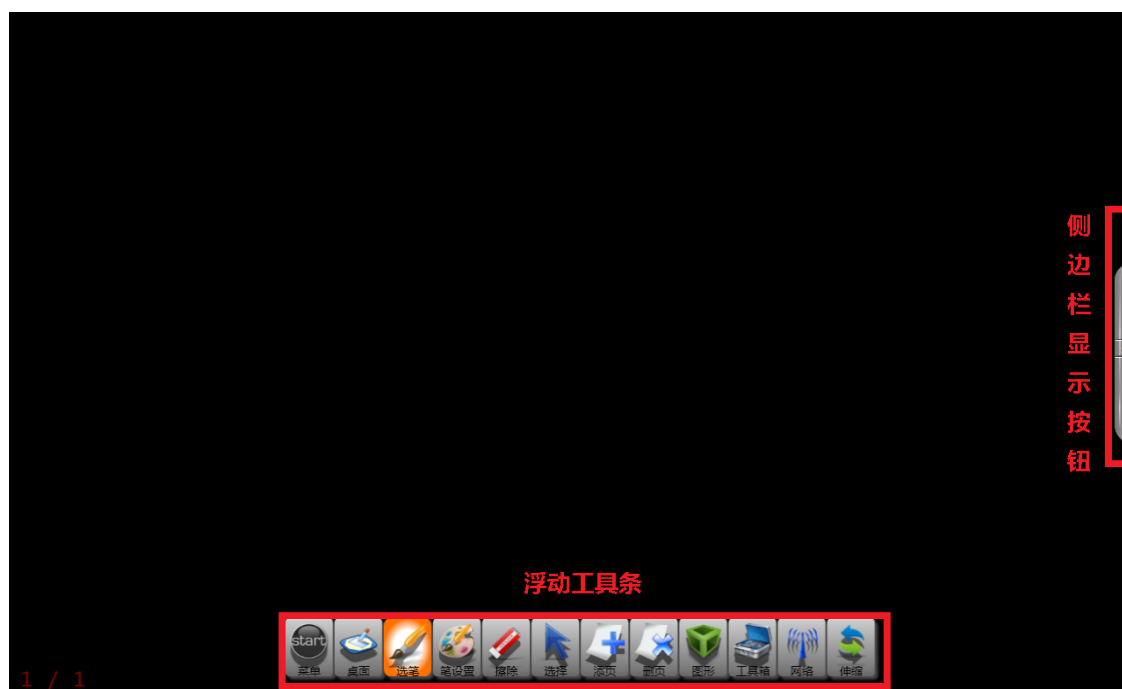 侧边栏显示按钮
浮动工具条
start
菜单 桌面 选笔 笔设置 擦除 选择 添页 删页 图形 工具箱 网络 伸缩
1 / 1